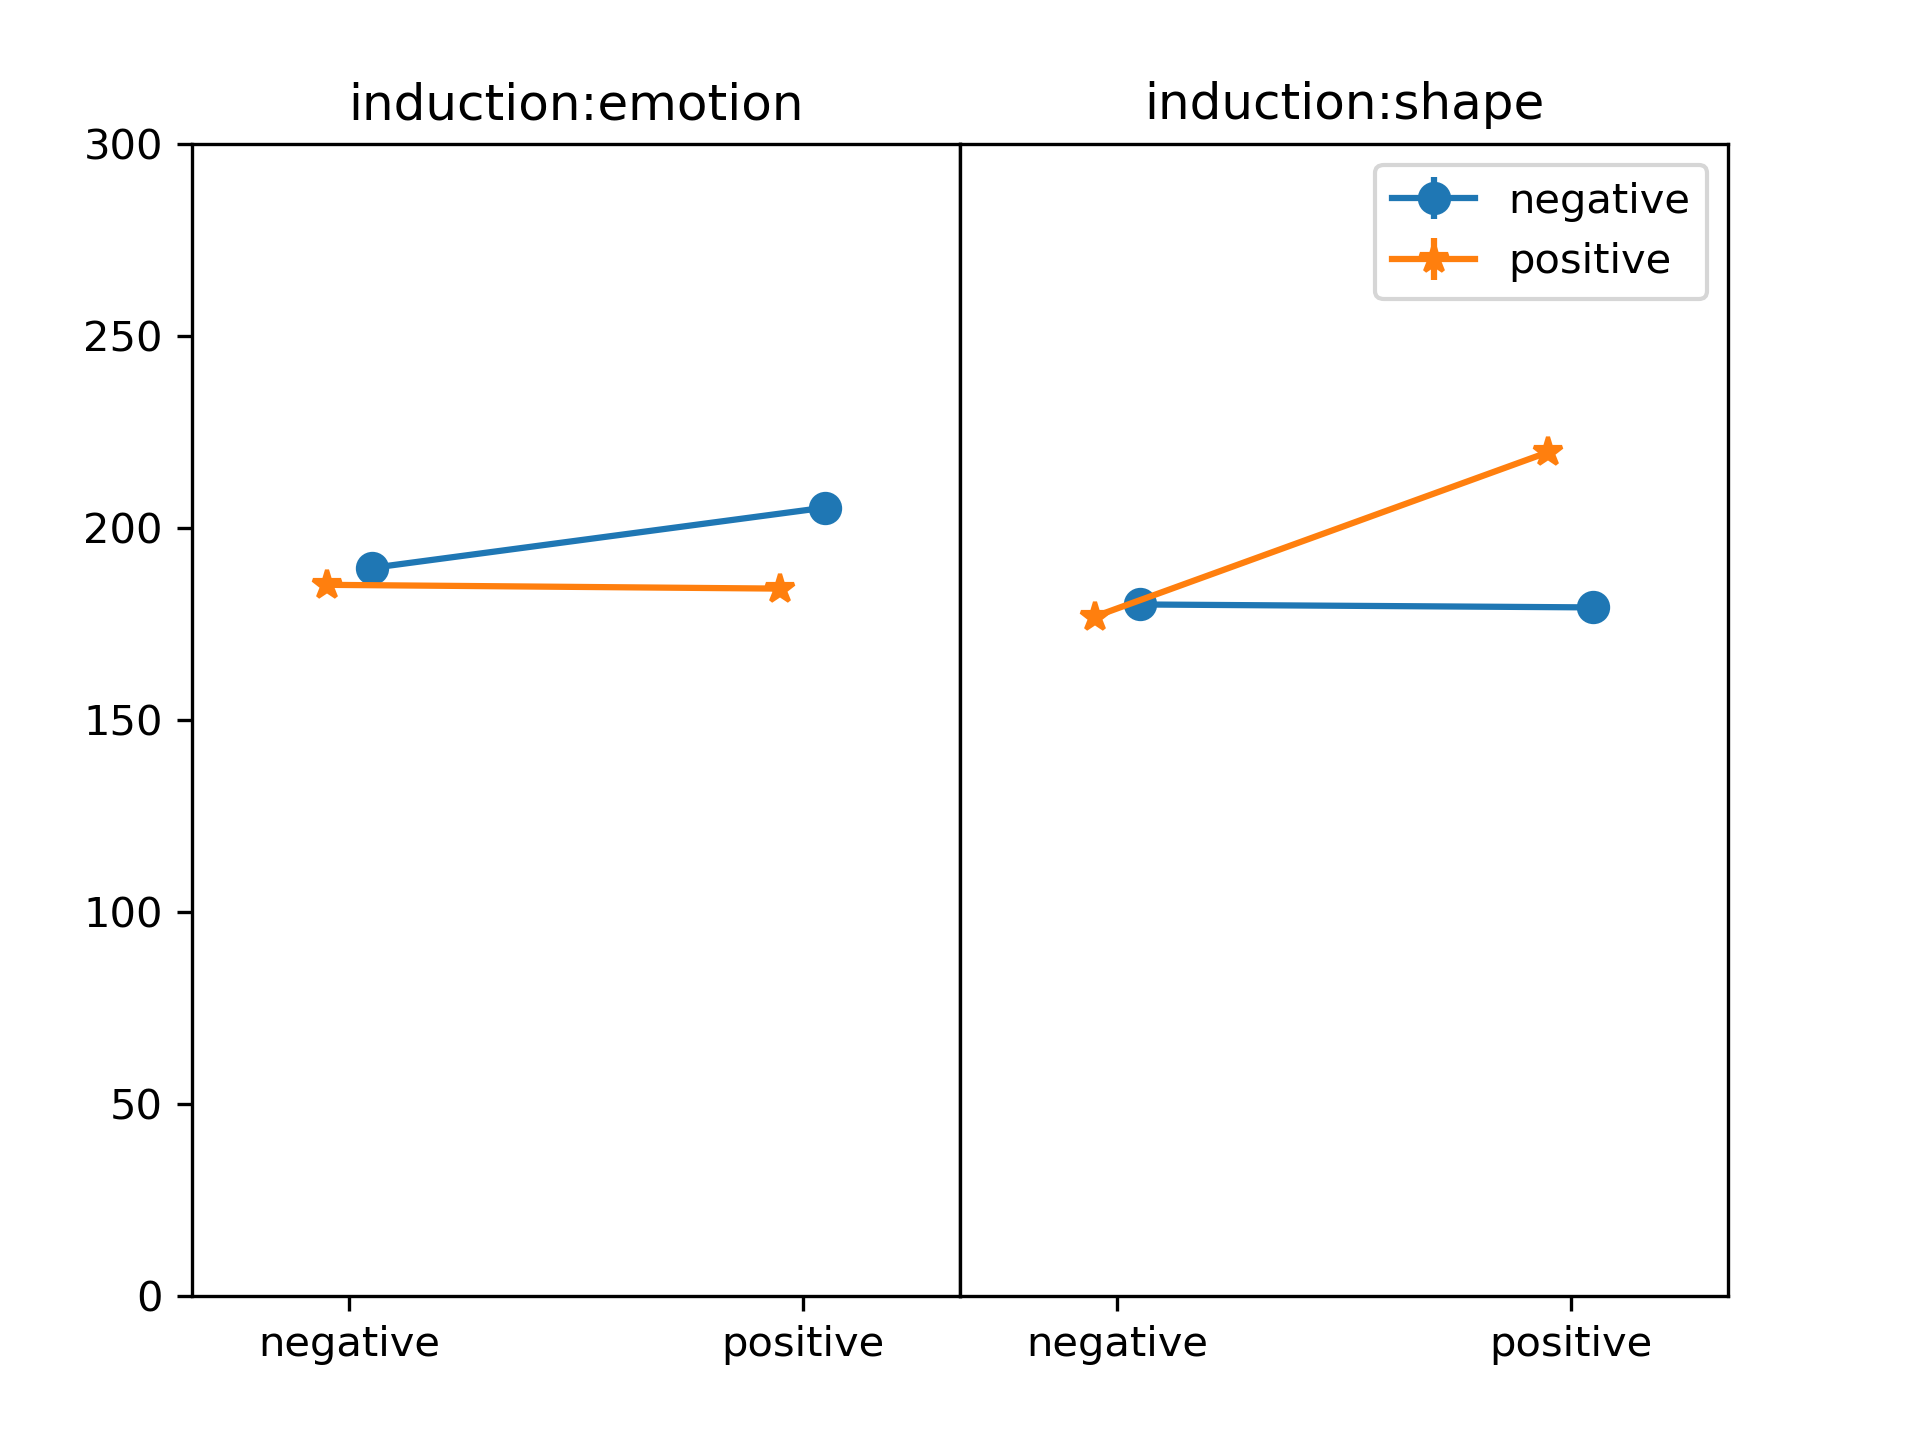 induction:emotion
induction:shape
300
250
200
150
100
50
0
negative
positive
negative
positive
negative
positive